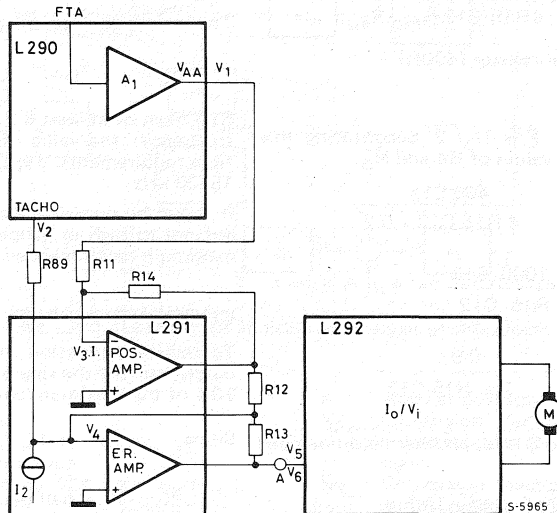 FTA
L290
A1
VAA V1
TACHO
V2
R89
R11
R14
L291
V3.I.
POS.
AMP.
R12
R13
V4
ER.
AMP.
I2
V5
V6
A
L292
Io/Vi
M
S-5965